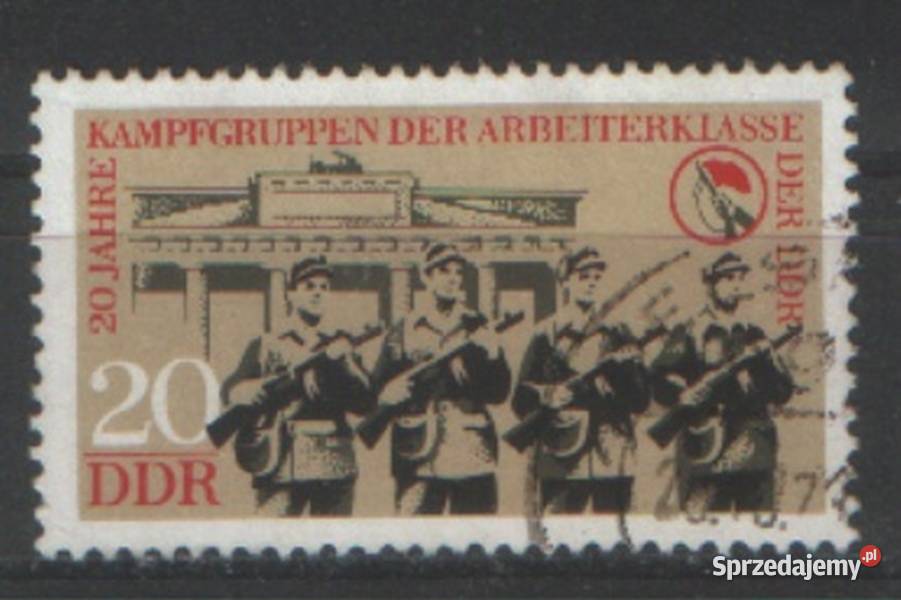 20 JAHRE
KAMPFGRUPPEN DER ARBEITERKLASSE
DER DDR
20
DDR
Sprzedajemy.pl